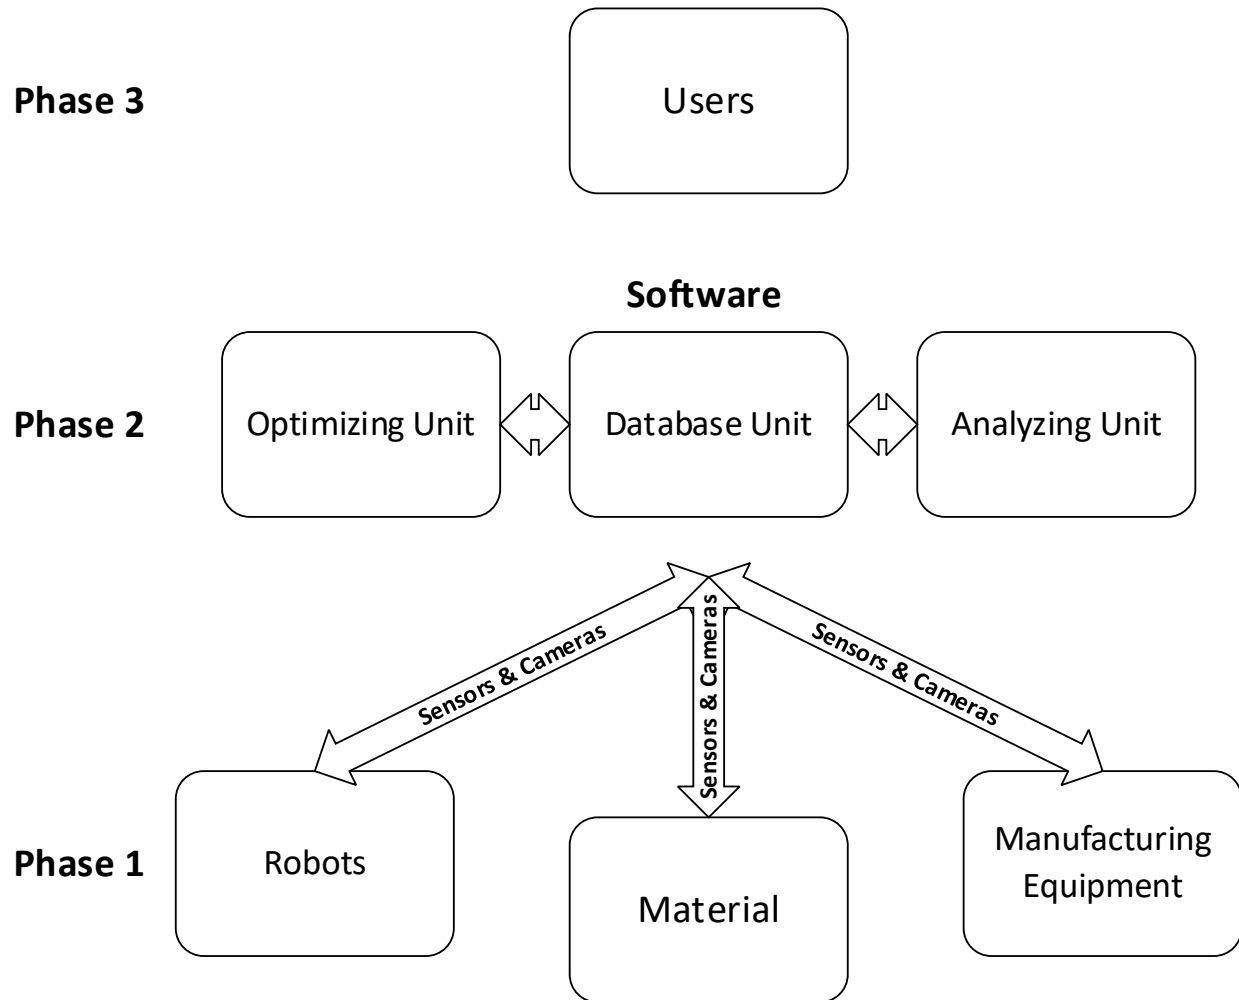 Phase 3
Users
Software
Phase 2
Optimizing Unit
Database Unit
Analyzing Unit
Sensors & Cameras
Sensors & Cameras
Sensors & Cameras
Phase 1
Robots
Material
Manufacturing
Equipment